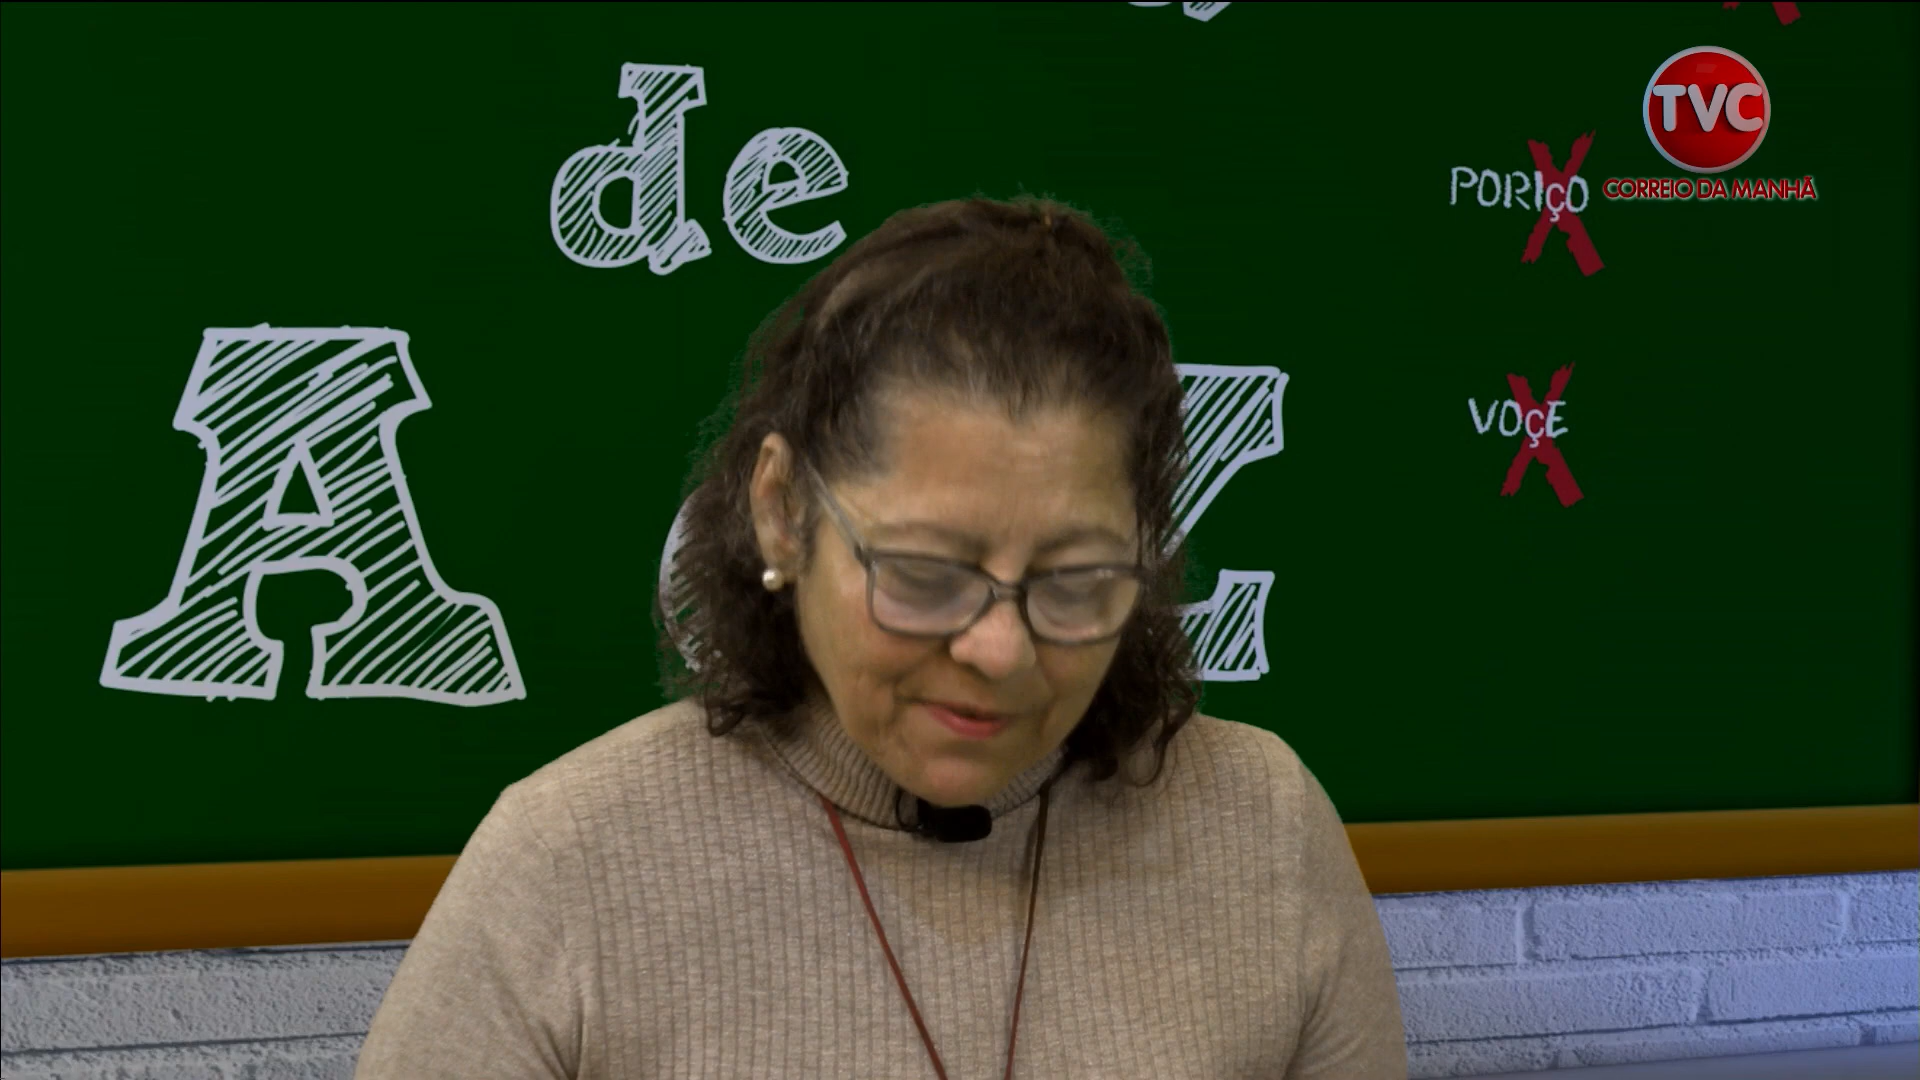 de
TVC
CORREIO DA MANHÃ
PORIÇO
A
Z
VOÇE